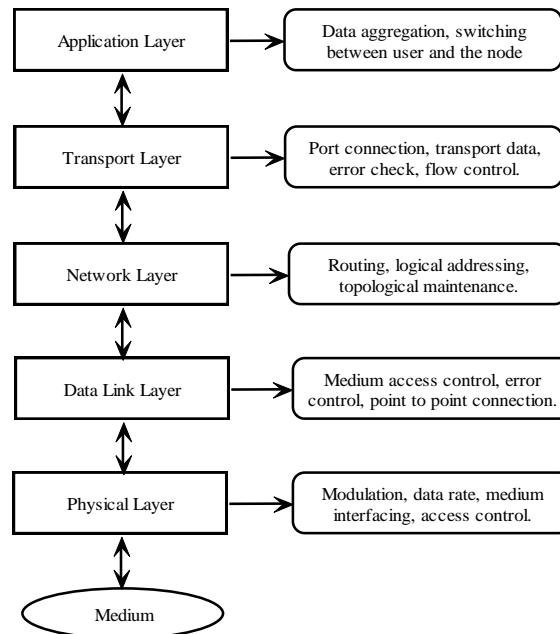 Application Layer
Data aggregation, switching
between user and the node
Transport Layer
Port connection, transport data,
error check, flow control.
Network Layer
Routing, logical addressing,
topological maintenance.
Data Link Layer
Medium access control, error
control, point to point connection.
Physical Layer
Modulation, data rate, medium
interfacing, access control.
Medium